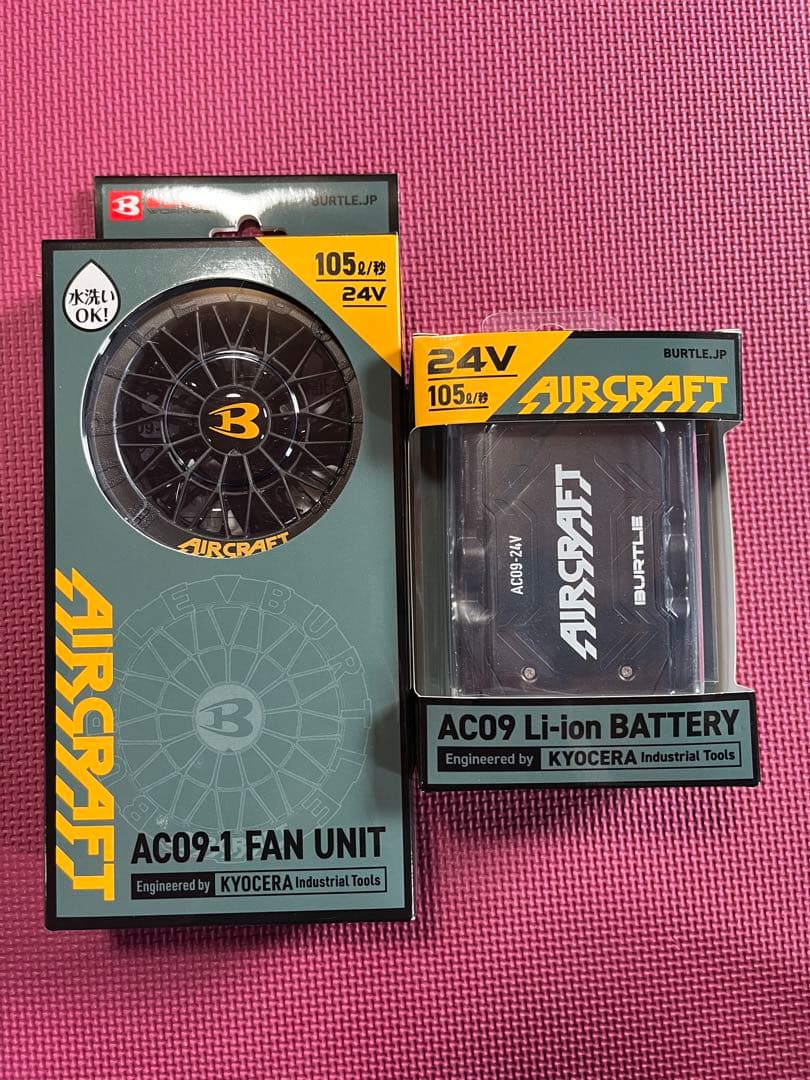 BURTLE.JP
105ℓ/秒
24V
水洗い
OK!
B
AIRCRAFT
AIRCRAFT
BURTLE
B
AC09-1 FAN UNIT
Engineered by KYOCERA Industrial Tools
24V
105ℓ/秒
BURTLE.JP
AIRCRAFT
AC09-24V
AIRCRAFT
BURTLE
AC09 Li-ion BATTERY
Engineered by KYOCERA Industrial Tools